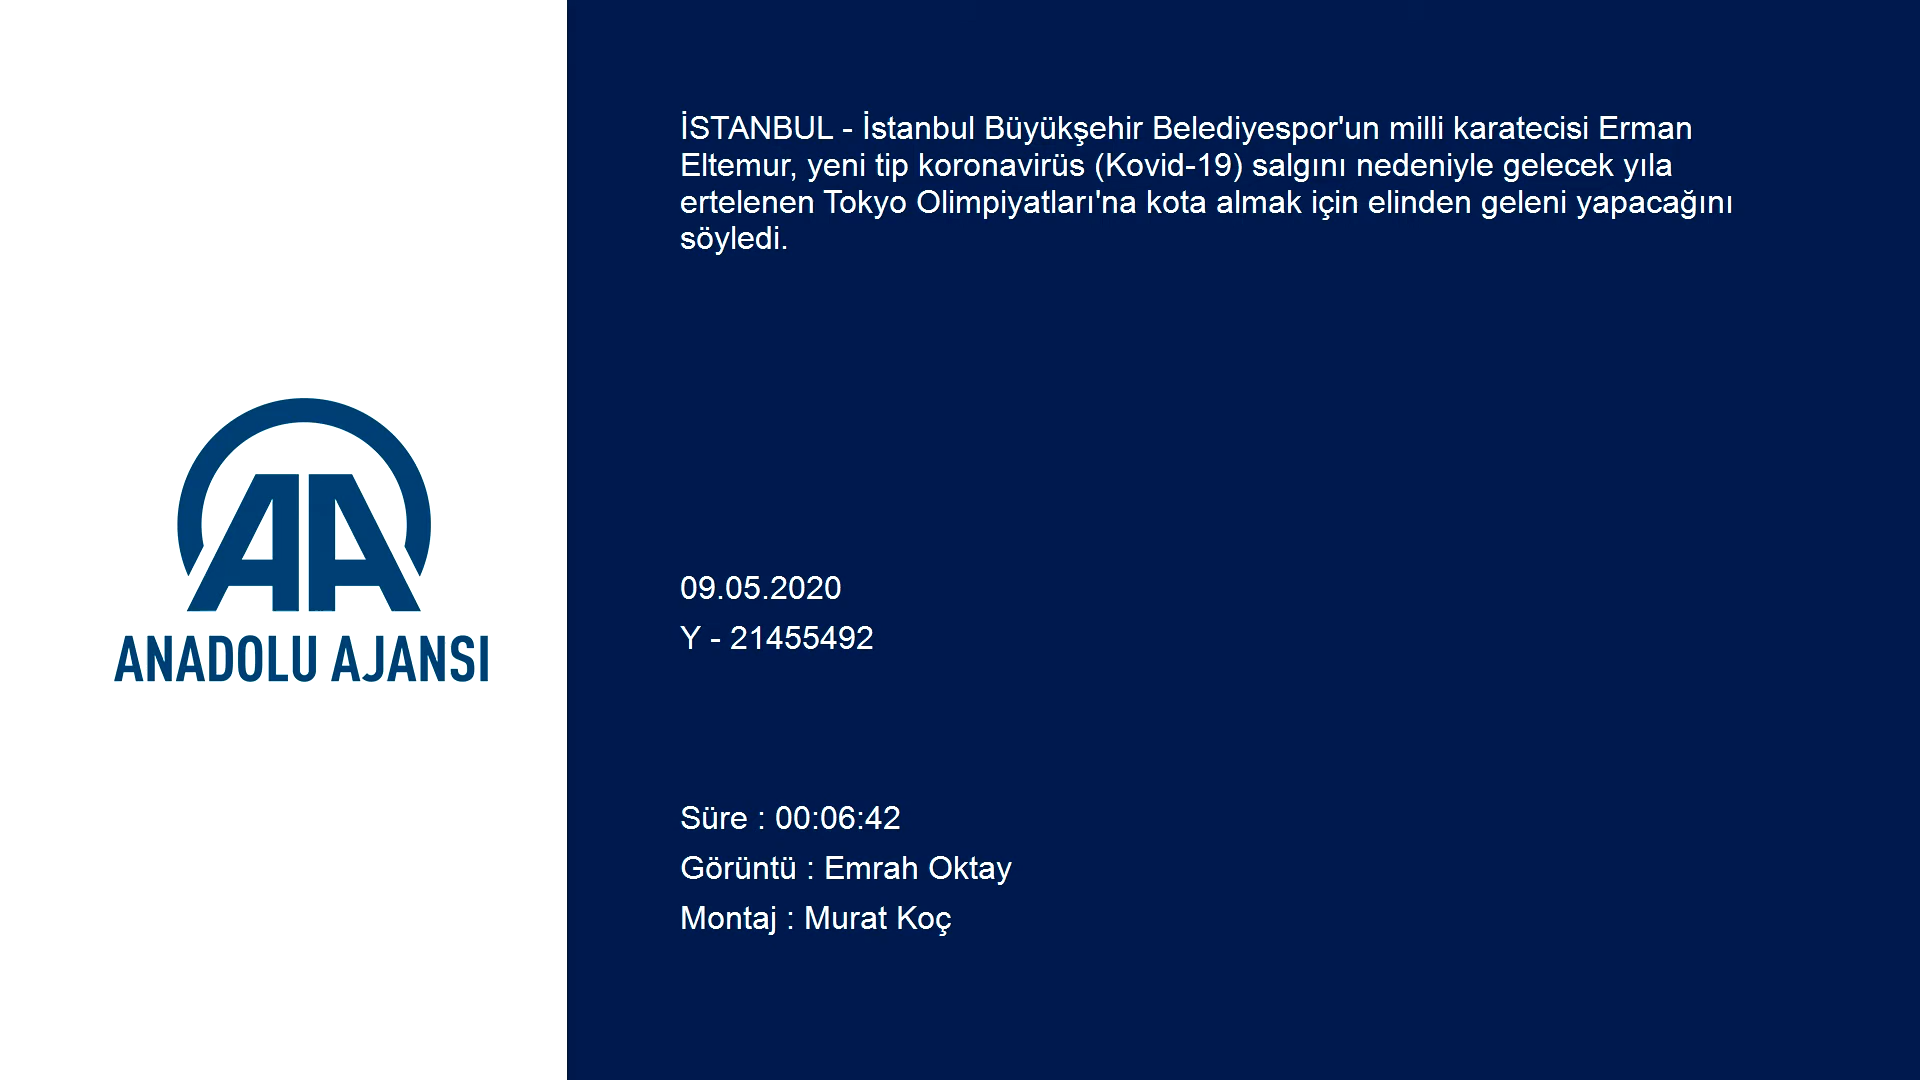 İSTANBUL - İstanbul Büyükşehir Belediyespor'un milli karatecisi Erman
Eltemur, yeni tip koronavirüs (Kovid-19) salgını nedeniyle gelecek yıla
ertelenen Tokyo Olimpiyatları'na kota almak için elinden geleni yapacağını
söyledi.
AA
ANADOLU AJANSI
09.05.2020
Y - 21455492
Süre : 00:06:42
Görüntü : Emrah Oktay
Montaj : Murat Koç